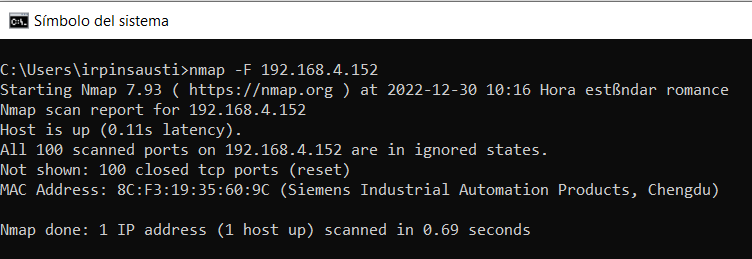 Símbolo del sistema
C:\Users\irpinsausti>nmap -F 192.168.4.152
Starting Nmap 7.93 ( https://nmap.org ) at 2022-12-30 10:16 Hora estßndar romance
Nmap scan report for 192.168.4.152
Host is up (0.11s latency).
All 100 scanned ports on 192.168.4.152 are in ignored states.
Not shown: 100 closed tcp ports (reset)
MAC Address: 8C:F3:19:35:60:9C (Siemens Industrial Automation Products, Chengdu)
Nmap done: 1 IP address (1 host up) scanned in 0.69 seconds